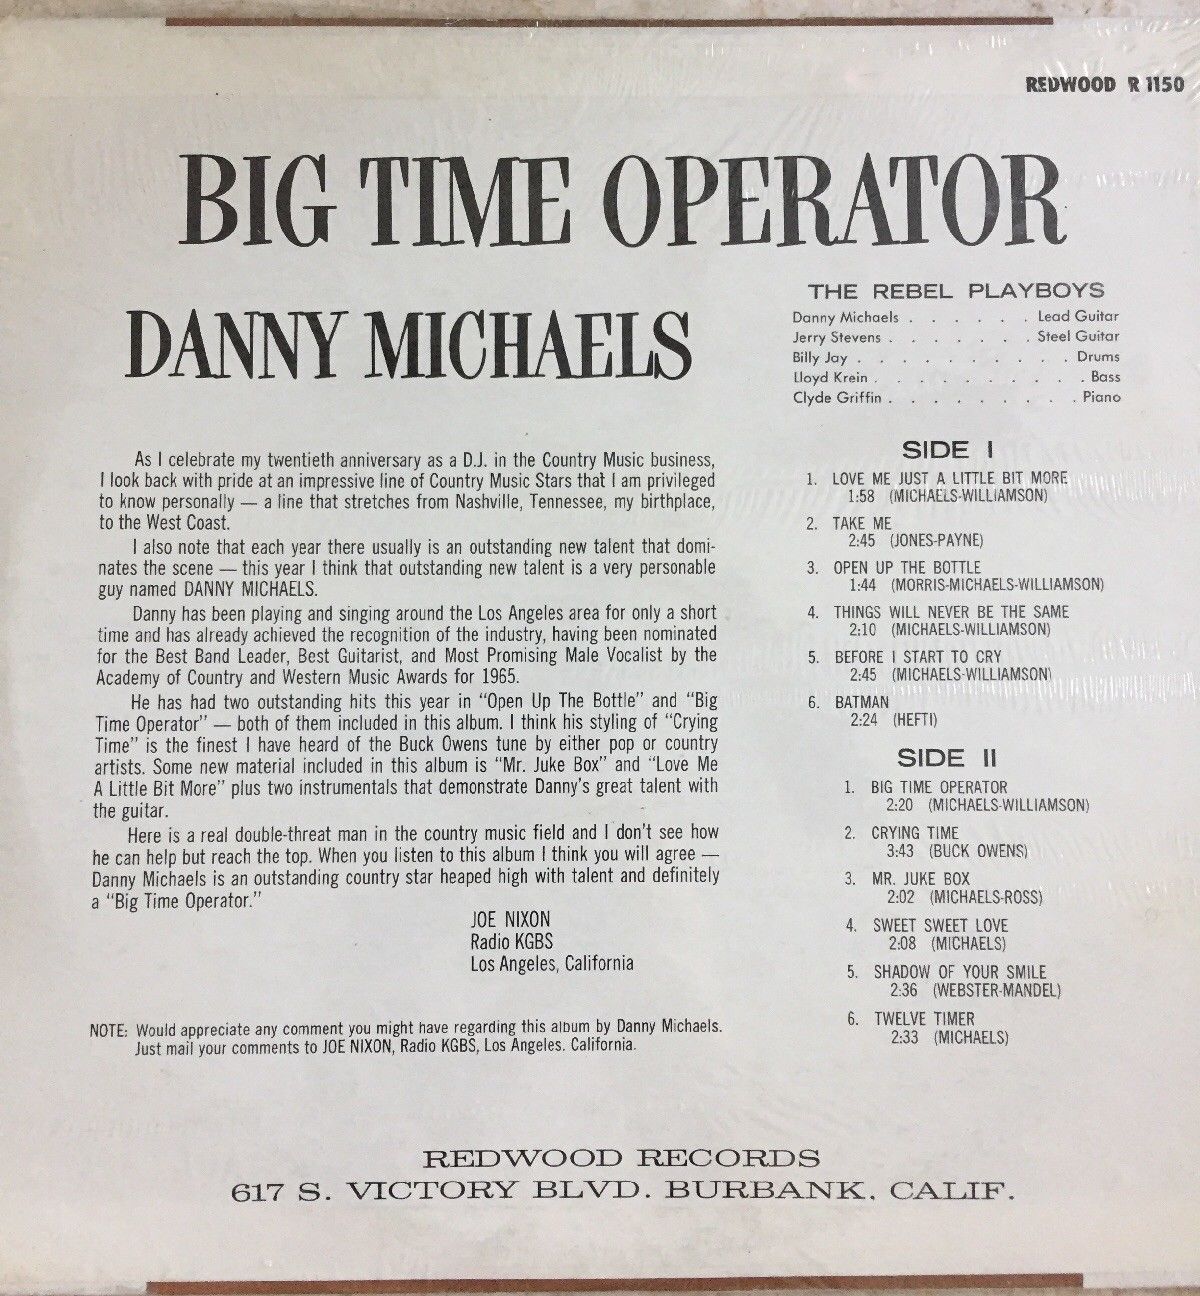 REDWOOD R 1150
BIG TIME OPERATOR
DANNY MICHAELS
THE REBEL PLAYBOYS
Danny Michaels . . . . . . Lead Guitar
Jerry Stevens . . . . . . . Steel Guitar
Billy Jay . . . . . . . . . . Drums
Lloyd Krein . . . . . . . . . . Bass
Clyde Griffin . . . . . . . . . Piano
As I celebrate my twentieth anniversary as a D.J. in the Country Music business,
I look back with pride at an impressive line of Country Music Stars that I am privileged
to know personally — a line that stretches from Nashville, Tennessee, my birthplace,
to the West Coast.
I also note that each year there usually is an outstanding new talent that domi-
nates the scene — this year I think that outstanding new talent is a very personable
guy named DANNY MICHAELS.
Danny has been playing and singing around the Los Angeles area for only a short
time and has already achieved the recognition of the industry, having been nominated
for the Best Band Leader, Best Guitarist, and Most Promising Male Vocalist by the
Academy of Country and Western Music Awards for 1965.
He has had two outstanding hits this year in “Open Up The Bottle” and “Big
Time Operator” — both of them included in this album. I think his styling of “Crying
Time” is the finest I have heard of the Buck Owens tune by either pop or country
artists. Some new material included in this album is “Mr. Juke Box” and “Love Me
A Little Bit More” plus two instrumentals that demonstrate Danny’s great talent with
the guitar.
Here is a real double-threat man in the country music field and I don’t see how
he can help but reach the top. When you listen to this album I think you will agree —
Danny Michaels is an outstanding country star heaped high with talent and definitely
a “Big Time Operator.”
JOE NIXON
Radio KGBS
Los Angeles, California
NOTE: Would appreciate any comment you might have regarding this album by Danny Michaels.
Just mail your comments to JOE NIXON, Radio KGBS, Los Angeles. California.
SIDE I
1. LOVE ME JUST A LITTLE BIT MORE
1:58 (MICHAELS-WILLIAMSON)
2. TAKE ME
2:45 (JONES-PAYNE)
3. OPEN UP THE BOTTLE
1:44 (MORRIS-MICHAELS-WILLIAMSON)
4. THINGS WILL NEVER BE THE SAME
2:10 (MICHAELS-WILLIAMSON)
5. BEFORE I START TO CRY
2:45 (MICHAELS-WILLIAMSON)
6. BATMAN
2:24 (HEFTI)
SIDE II
1. BIG TIME OPERATOR
2:20 (MICHAELS-WILLIAMSON)
2. CRYING TIME
3:43 (BUCK OWENS)
3. MR. JUKE BOX
2:02 (MICHAELS-ROSS)
4. SWEET SWEET LOVE
2:08 (MICHAELS)
5. SHADOW OF YOUR SMILE
2:36 (WEBSTER-MANDEL)
6. TWELVE TIMER
2:33 (MICHAELS)
REDWOOD RECORDS
617 S. VICTORY BLVD. BURBANK, CALIF.